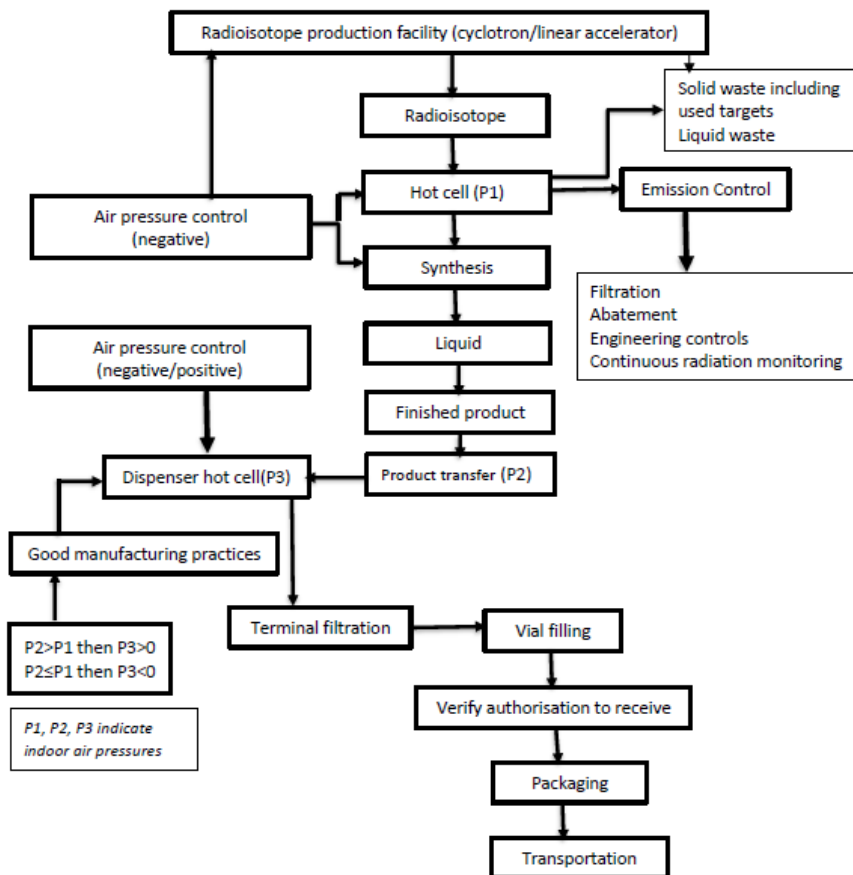 Radioisotope production facility (cyclotron/linear accelerator)
Solid waste including
used targets
Liquid waste
Radioisotope
Hot cell (P1)
Emission Control
Air pressure control
(negative)
Synthesis
Filtration
Abatement
Engineering controls
Continuous radiation monitoring
Liquid
Air pressure control
(negative/positive)
Finished product
Product transfer (P2)
Dispenser hot cell(P3)
Good manufacturing practices
Terminal filtration
Vial filling
P2>P1 then P3>0
P2≤P1 then P3<0
P1, P2, P3 indicate
indoor air pressures
Verify authorisation to receive
Packaging
Transportation